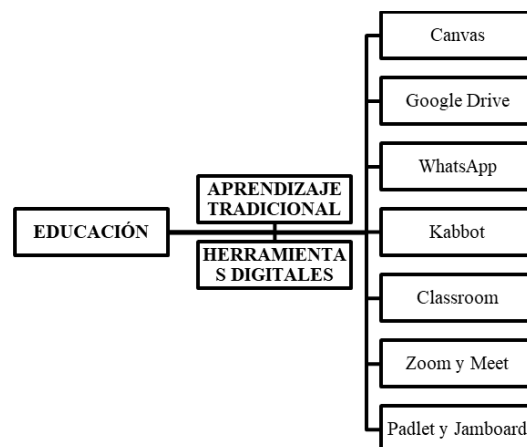 EDUCACIÓN
APRENDIZAJE
TRADICIONAL
HERRAMIENTA
S DIGITALES
Canvas
Google Drive
WhatsApp
Kabbot
Classroom
Zoom y Meet
Padlet y Jamboard